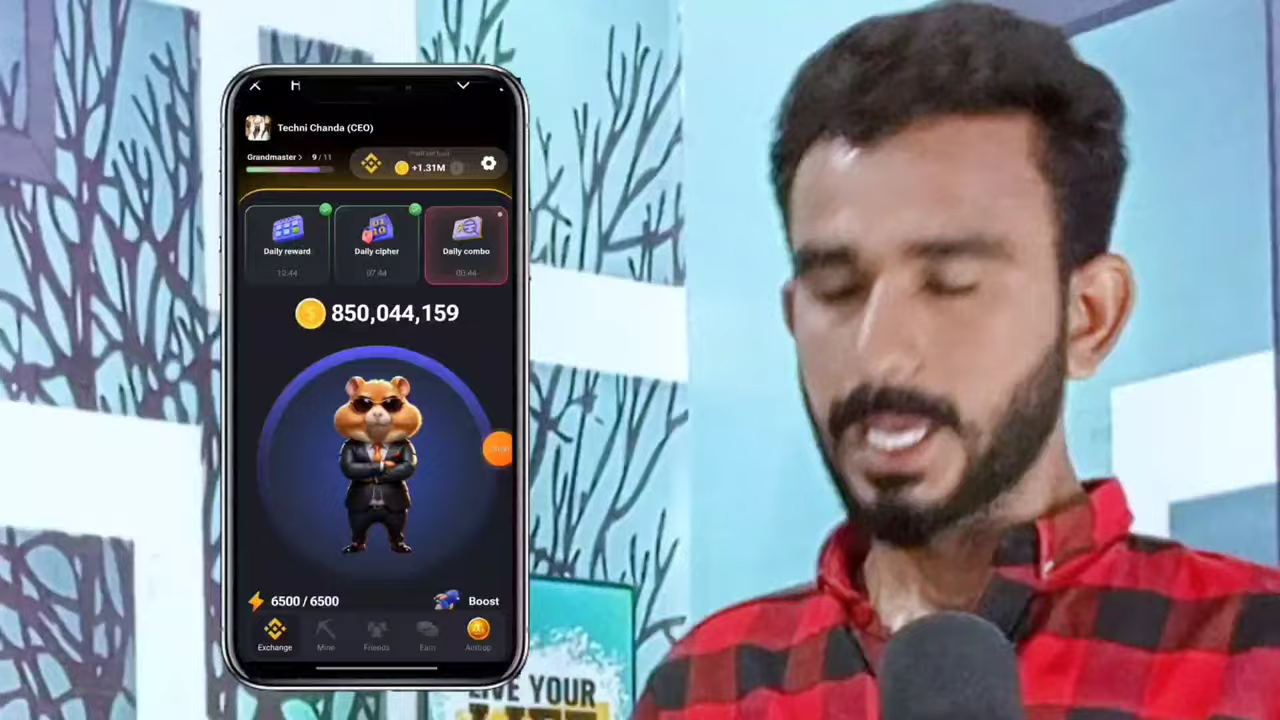 Techni Chanda (CEO)
Grandmaster > 9 / 11
+1.31M
Daily reward
Daily cipher
Daily combo
850,044,159
6500 / 6500
Boost
Exchange
Mine
Friends
Earn
Airdrop
LIVE YOUR